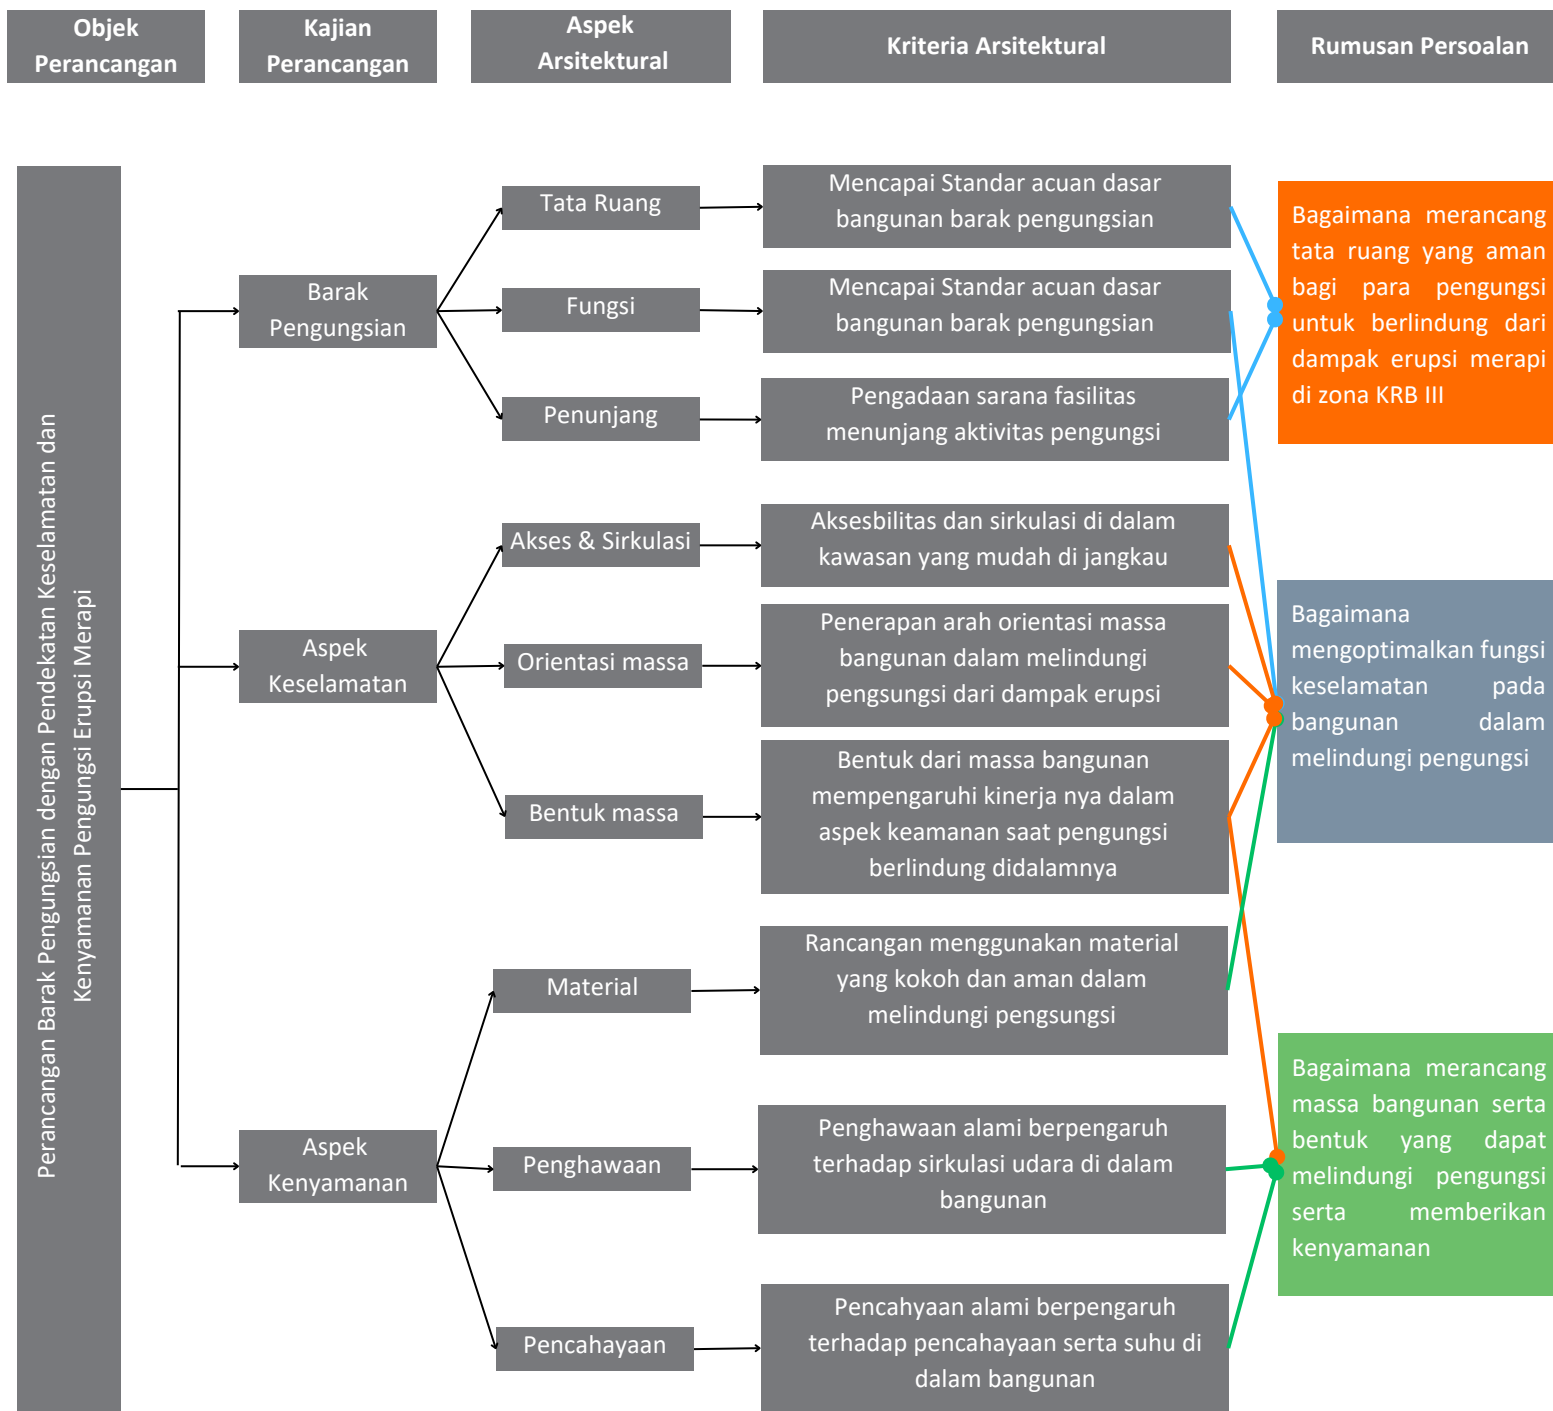 Objek
Perancangan
Kajian
Perancangan
Aspek
Arsitektural
Kriteria Arsitektural
Rumusan Persoalan
Perancangan Barak Pengungsian dengan Pendekatan Keselamatan dan
Kenyamanan Pengungsi Erupsi Merapi
Barak
Pengungsian
Tata Ruang
Mencapai Standar acuan dasar
bangunan barak pengungsian
Fungsi
Mencapai Standar acuan dasar
bangunan barak pengungsian
Penunjang
Pengadaan sarana fasilitas
menunjang aktivitas pengungsi
Bagaimana merancang
tata ruang yang aman
bagi para pengungsi
untuk berlindung dari
dampak erupsi merapi
di zona KRB III
Aspek
Keselamatan
Akses & Sirkulasi
Aksesbilitas dan sirkulasi di dalam
kawasan yang mudah di jangkau
Orientasi massa
Penerapan arah orientasi massa
bangunan dalam melindungi
pengsungsi dari dampak erupsi
Bentuk massa
Bentuk dari massa bangunan
mempengaruhi kinerja nya dalam
aspek keamanan saat pengungsi
berlindung didalamnya
Bagaimana
mengoptimalkan fungsi
keselamatan pada
bangunan dalam
melindungi pengungsi
Aspek
Kenyamanan
Material
Rancangan menggunakan material
yang kokoh dan aman dalam
melindungi pengsungsi
Penghawaan
Penghawaan alami berpengaruh
terhadap sirkulasi udara di dalam
bangunan
Pencahayaan
Pencahyaan alami berpengaruh
terhadap pencahayaan serta suhu di
dalam bangunan
Bagaimana merancang
massa bangunan serta
bentuk yang dapat
melindungi pengungsi
serta memberikan
kenyamanan